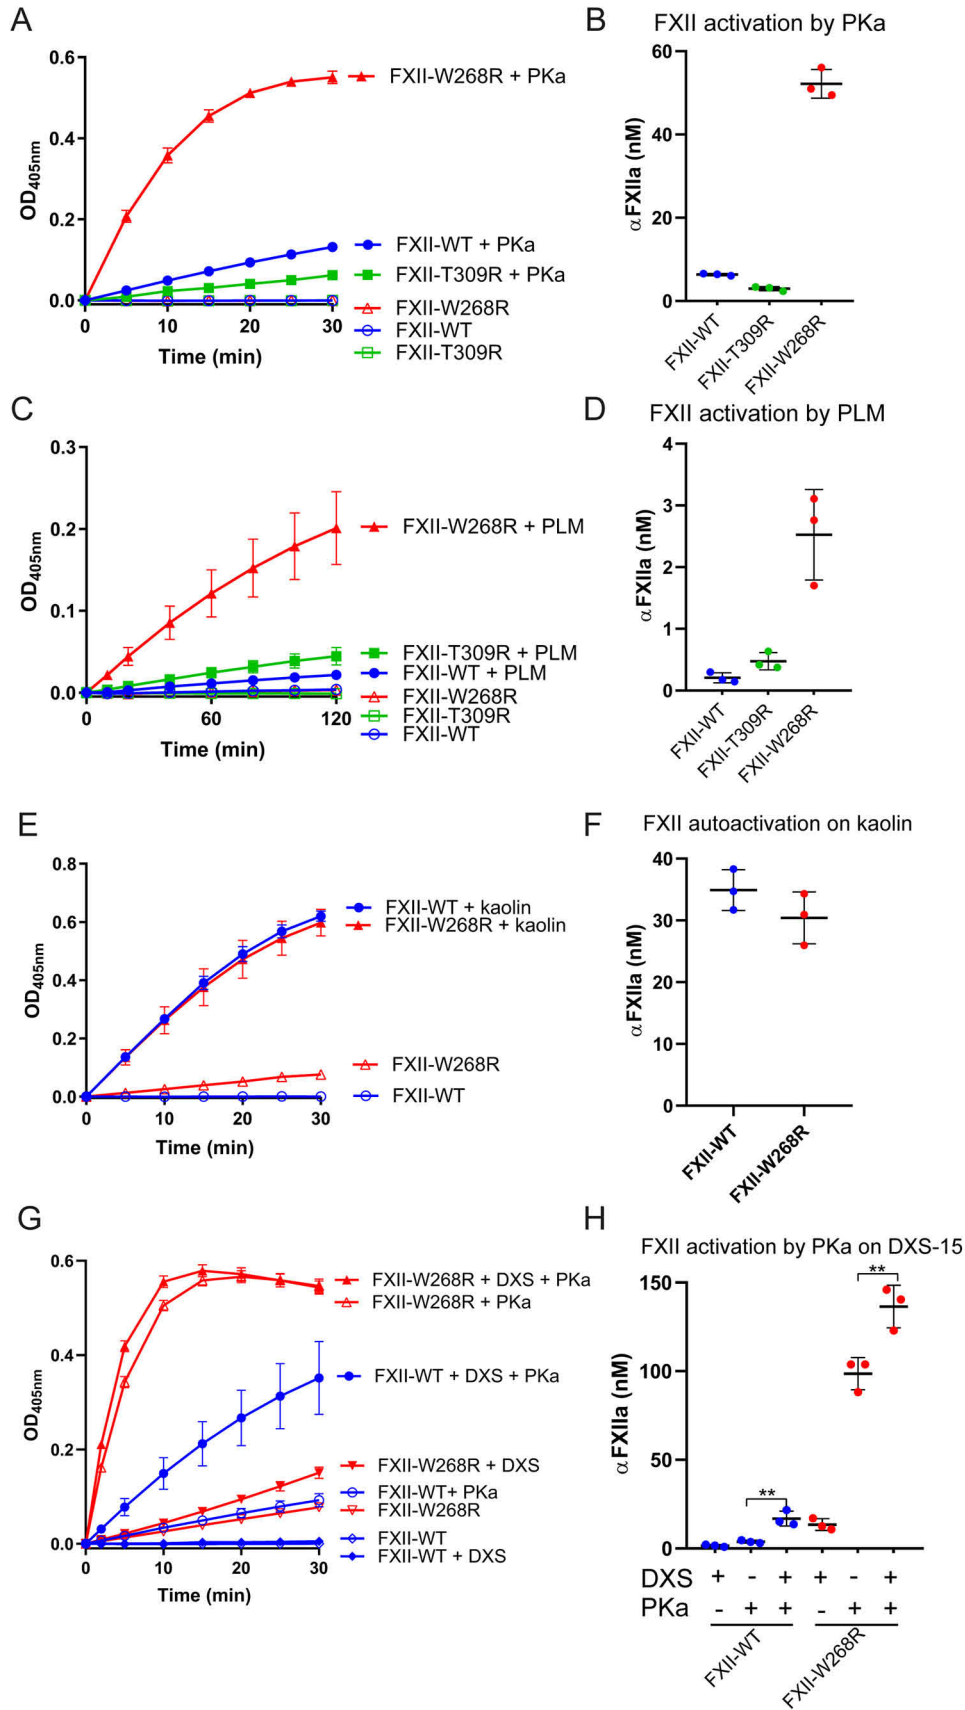 A
0.6
0.4
0.2
0.0
0
10
20
30
OD405nm
Time (min)
FXII-W268R + PKa
FXII-WT + PKa
FXII-T309R + PKa
FXII-W268R
FXII-WT
FXII-T309R
B
FXII activation by PKa
60
40
20
0
αFXIIa (nM)
FXII-WT
FXII-T309R
FXII-W268R
C
0.3
0.2
0.1
0.0
0
60
120
OD405nm
Time (min)
FXII-W268R + PLM
FXII-T309R + PLM
FXII-WT + PLM
FXII-W268R
FXII-T309R
FXII-WT
D
FXII activation by PLM
4
3
2
1
0
αFXIIa (nM)
FXII-WT
FXII-T309R
FXII-W268R
E
0.8
0.6
0.4
0.2
0.0
0
10
20
30
OD405nm
Time (min)
FXII-WT + kaolin
FXII-W268R + kaolin
FXII-W268R
FXII-WT
F
FXII autoactivation on kaolin
40
30
20
10
0
αFXIIa (nM)
FXII-WT
FXII-W268R
G
0.6
0.4
0.2
0.0
0
10
20
30
OD405nm
Time (min)
FXII-W268R + DXS + PKa
FXII-W268R + PKa
FXII-WT + DXS + PKa
FXII-W268R + DXS
FXII-WT+ PKa
FXII-W268R
FXII-WT
FXII-WT + DXS
H
FXII activation by PKa on DXS-15
150
100
50
0
αFXIIa (nM)
**
**
DXS + - + + - +
PKa - + + - + +
FXII-WT
FXII-W268R